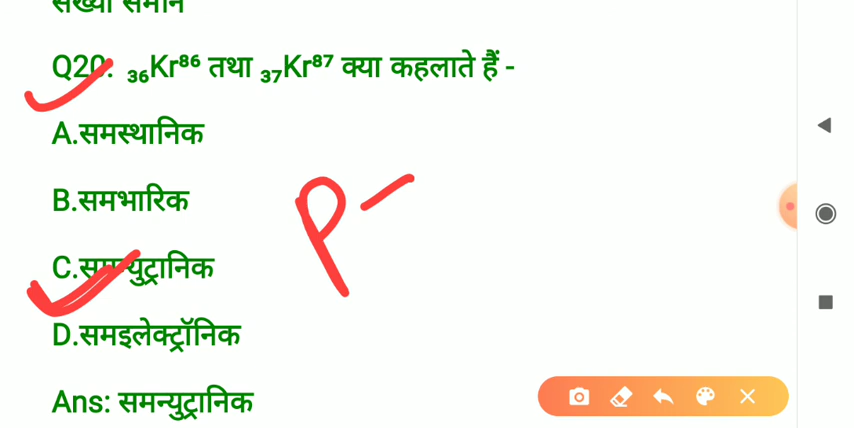 संख्या समान
Q20: ₃₆Kr⁸⁶ तथा ₃₇Kr⁸⁷ क्या कहलाते हैं -
A.समस्थानिक
B.समभारिक
C.समन्युट्रानिक
D.समइलेक्ट्रॉनिक
Ans: समन्युट्रानिक
P-